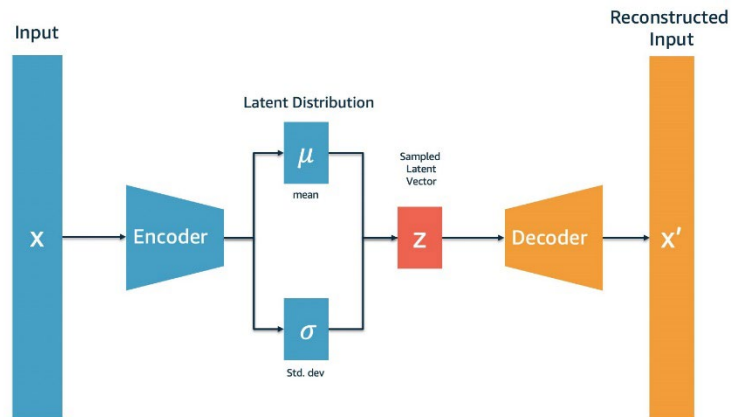 Input
Reconstructed
Input
Latent Distribution
μ
mean
Sampled
Latent
Vector
x
Encoder
z
Decoder
x′
σ
Std. dev